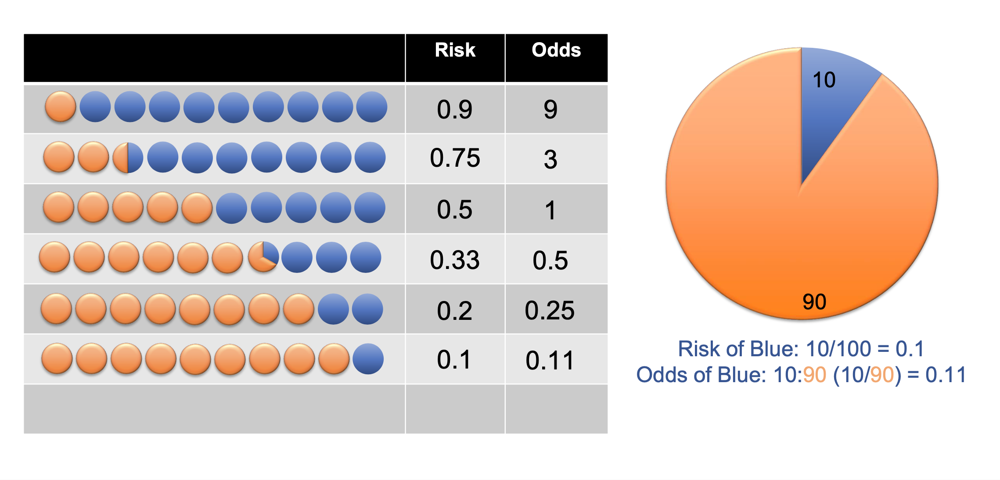 Risk Odds
0.9 9
0.75 3
0.5 1
0.33 0.5
0.2 0.25
0.1 0.11
10
90
Risk of Blue: 10/100 = 0.1
Odds of Blue: 10:90 (10/90) = 0.11